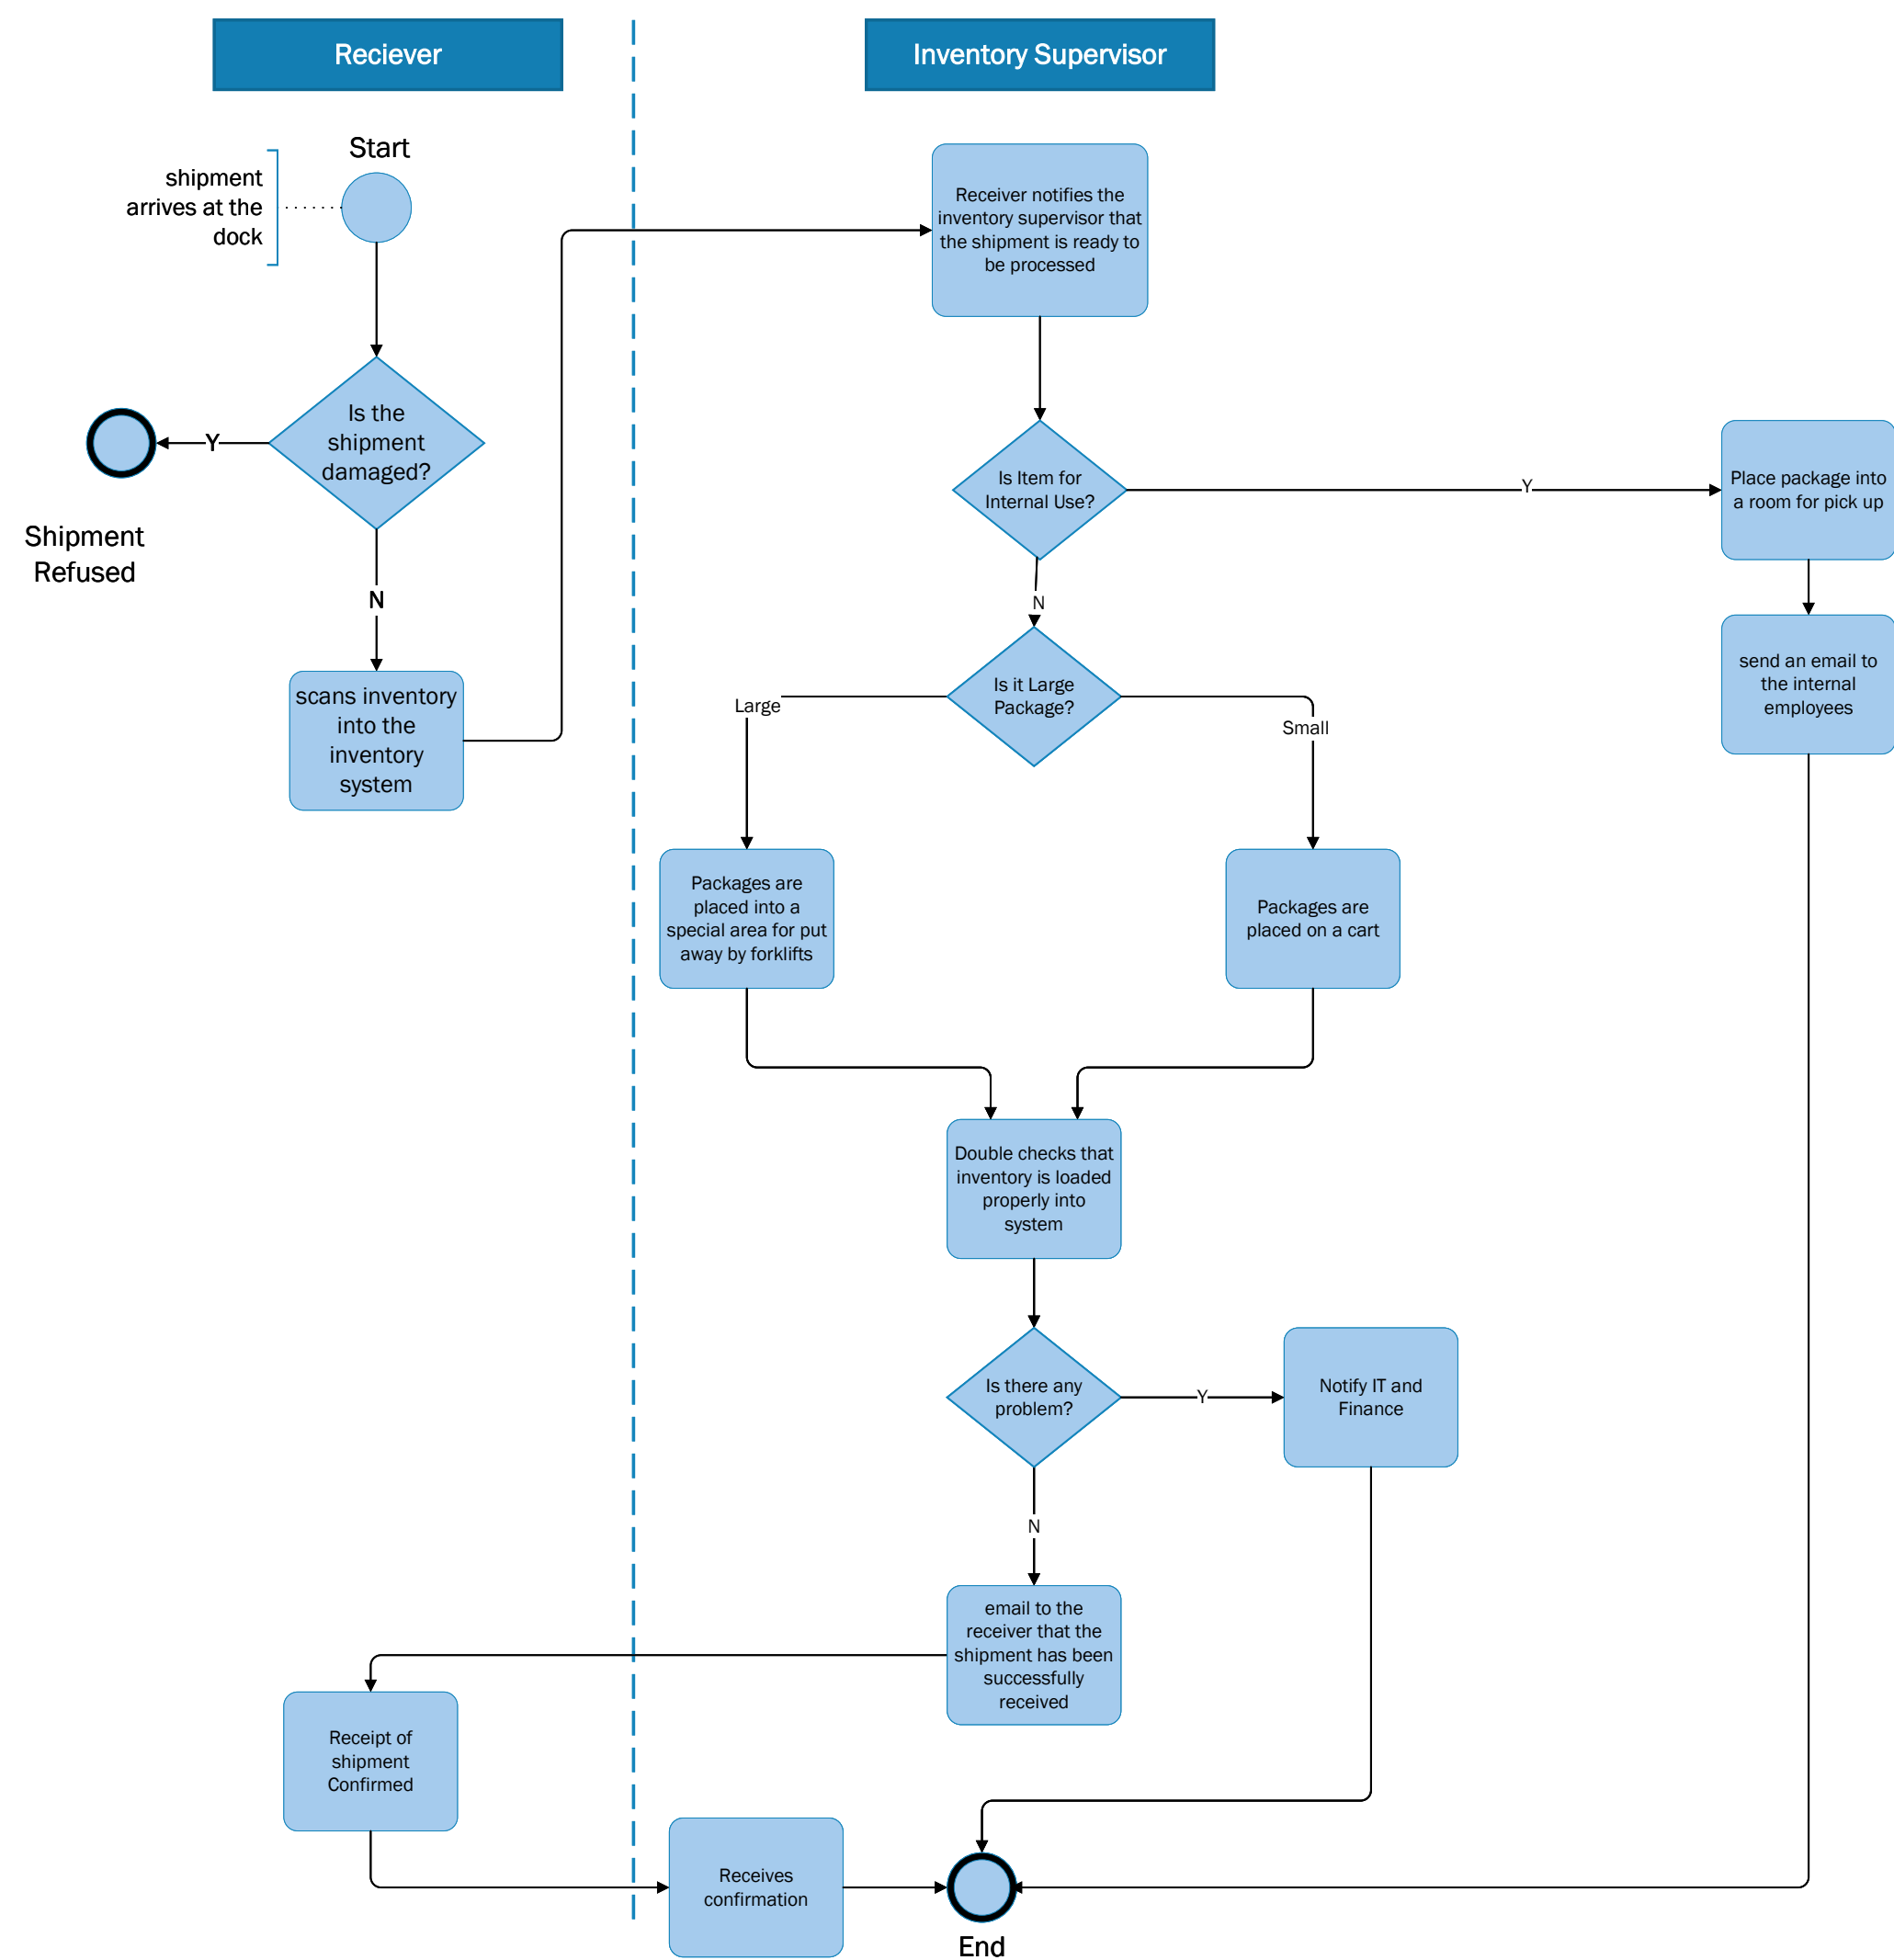 Reciever
Inventory Supervisor
Start
shipment
arrives at the
dock
Is the
shipment
damaged?
Y
Shipment
Refused
N
scans inventory
into the
inventory
system
Receiver notifies the
inventory supervisor that
the shipment is ready to
be processed
Is Item for
Internal Use?
Y
Place package into
a room for pick up
send an email to
the internal
employees
N
Is it Large
Package?
Large
Small
Packages are
placed into a
special area for put
away by forklifts
Packages are
placed on a cart
Double checks that
inventory is loaded
properly into
system
Is there any
problem?
Y
Notify IT and
Finance
N
email to the
receiver that the
shipment has been
successfully
received
Receipt of
shipment
Confirmed
Receives
confirmation
End